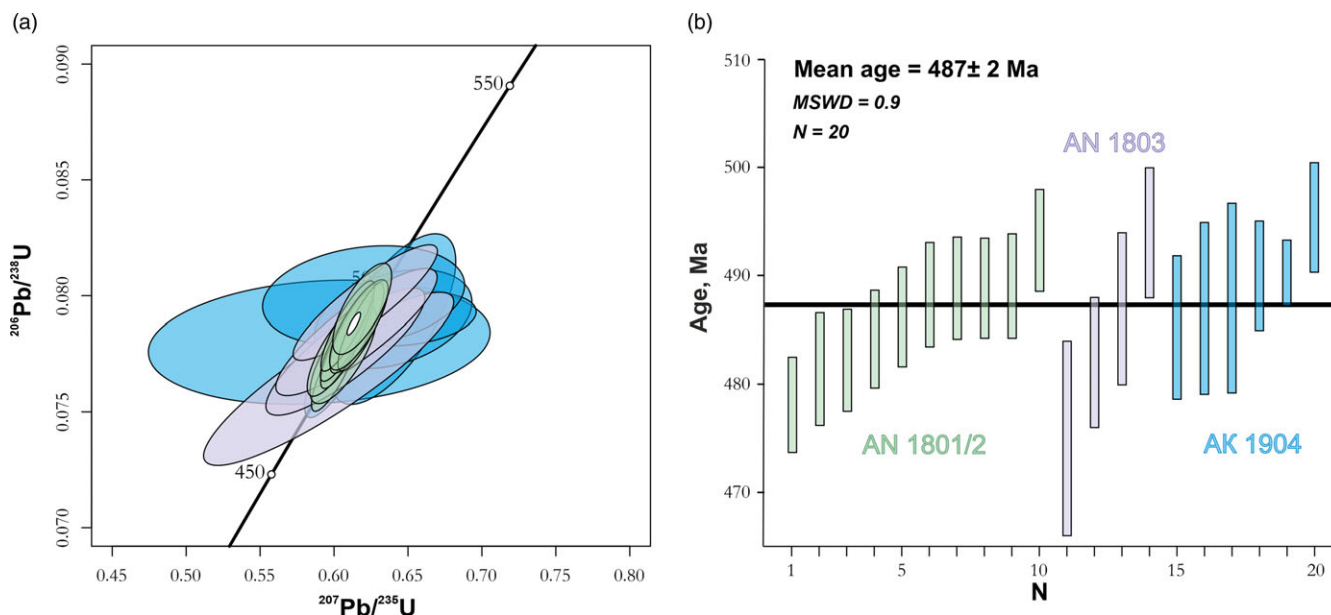 (a)
0.090
0.085
0.080
0.075
0.070
²⁰⁶Pb/²³⁸U
550
450
0.45 0.50 0.55 0.60 0.65 0.70 0.75 0.80
²⁰⁷Pb/²³⁵U
(b)
510
500
490
480
470
Age, Ma
Mean age = 487± 2 Ma
MSWD = 0.9
N = 20
AN 1803
AN 1801/2
AK 1904
1 5 10 15 20
N